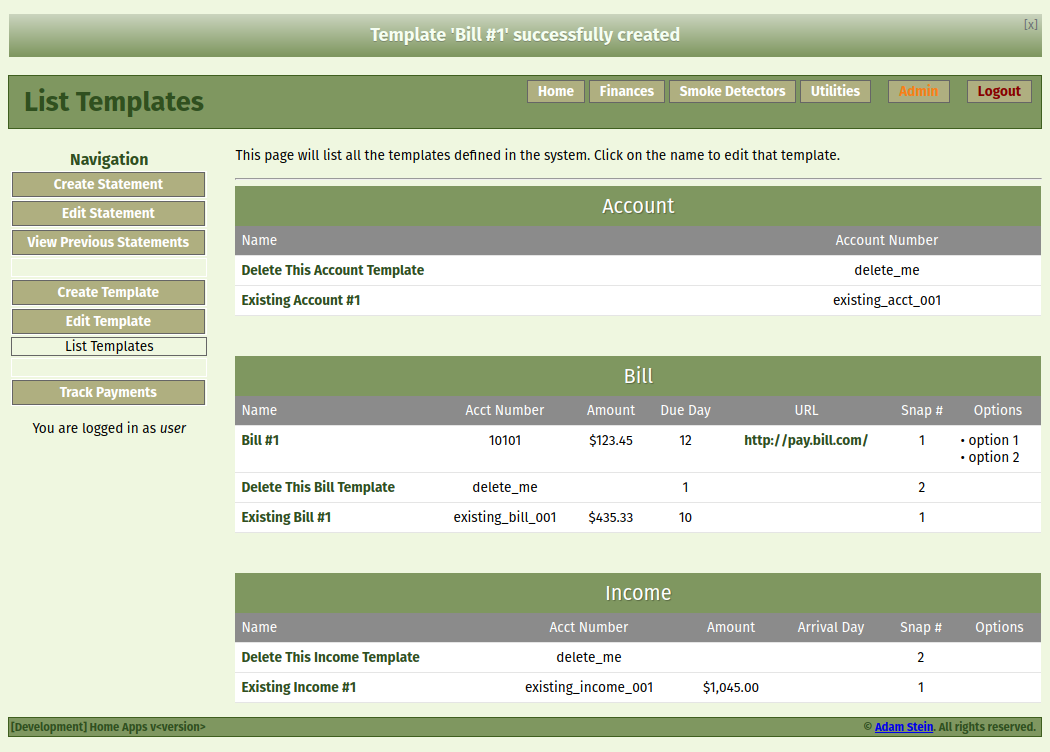 Template 'Bill #1' successfully created
[x]
List Templates
Home Finances Smoke Detectors Utilities Admin Logout
Navigation
Create Statement
Edit Statement
View Previous Statements
Create Template
Edit Template
List Templates
Track Payments
You are logged in as user
This page will list all the templates defined in the system. Click on the name to edit that template.
Account
Name Account Number
Delete This Account Template delete_me
Existing Account #1 existing_acct_001
Bill
Name Acct Number Amount Due Day URL Snap # Options
Bill #1 10101 $123.45 12 http://pay.bill.com/ 1 • option 1
• option 2
Delete This Bill Template delete_me 1 2
Existing Bill #1 existing_bill_001 $435.33 10 1
Income
Name Acct Number Amount Arrival Day Snap # Options
Delete This Income Template delete_me 2
Existing Income #1 existing_income_001 $1,045.00 1
[Development] Home Apps v<version> © Adam Stein. All rights reserved.